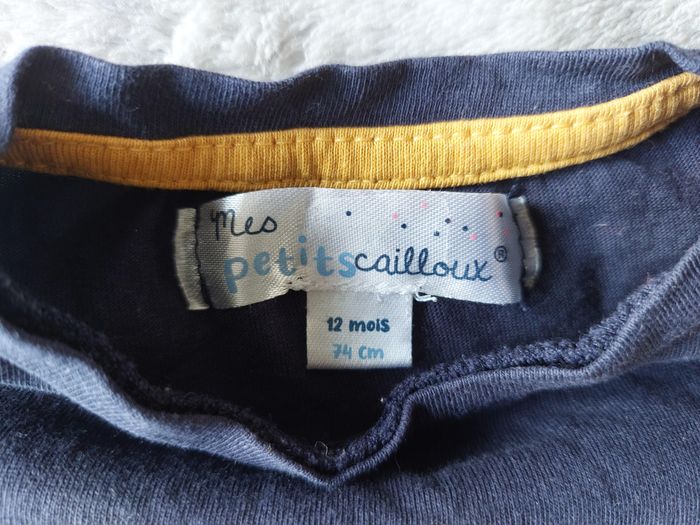 Mes
petitscailloux®
12 mois
74 cm